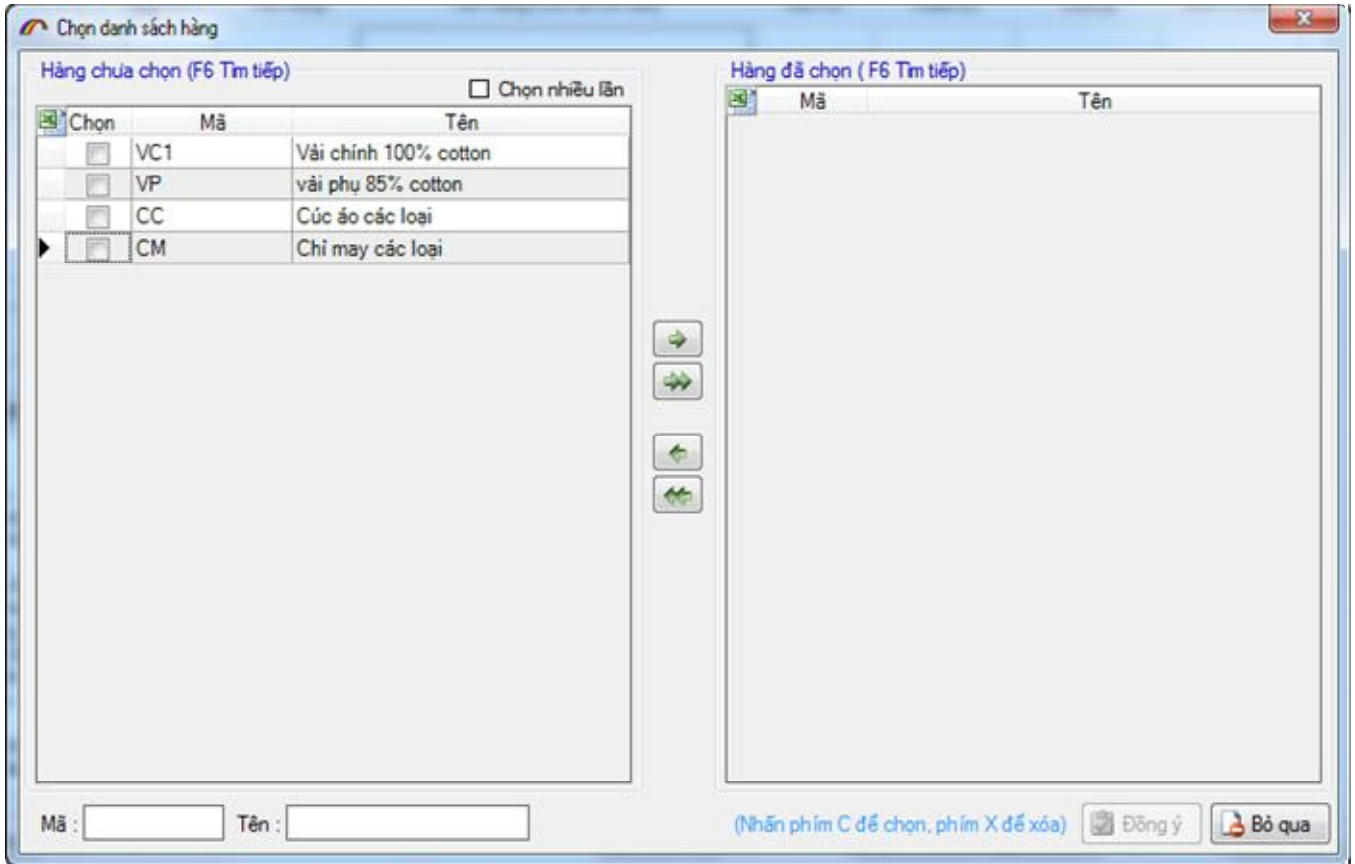 Chọn danh sách hàng
Hàng chưa chọn (F6 Tìm tiếp)
Chọn nhiều lần
Chọn Mã Tên
VC1 Vải chính 100% cotton
VP vải phụ 85% cotton
CC Cúc áo các loại
CM Chỉ may các loại
Hàng đã chọn ( F6 Tìm tiếp)
Mã Tên
Mã : Tên :
(Nhấn phím C để chọn, phím X để xóa) Đồng ý Bỏ qua